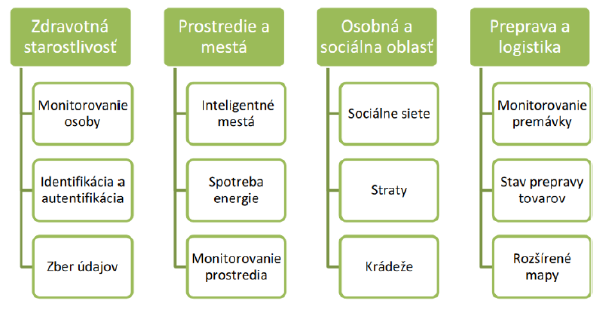 Zdravotná
starostlivosť
Monitorovanie
osoby
Identifikácia a
autentifikácia
Zber údajov
Prostredie a
mestá
Inteligentné
mestá
Spotreba
energie
Monitorovanie
prostredia
Osobná a
sociálna oblasť
Sociálne siete
Straty
Krádeže
Preprava a
logistika
Monitorovanie
premávky
Stav prepravy
tovarov
Rozšírené
mapy